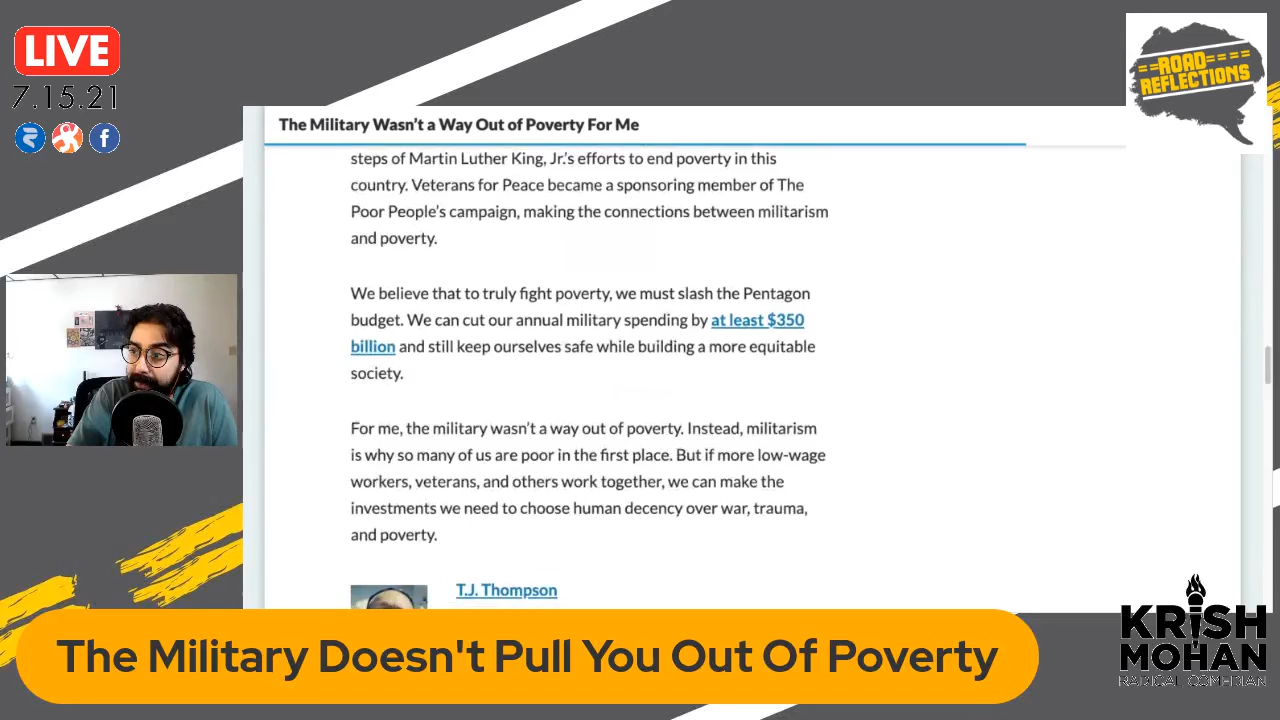 LIVE
7.15.21
==ROAD====
REFLECTIONS
The Military Wasn't a Way Out of Poverty For Me
steps of Martin Luther King, Jr.'s efforts to end poverty in this
country. Veterans for Peace became a sponsoring member of The
Poor People's campaign, making the connections between militarism
and poverty.
We believe that to truly fight poverty, we must slash the Pentagon
budget. We can cut our annual military spending by at least $350
billion and still keep ourselves safe while building a more equitable
society.
For me, the military wasn't a way out of poverty. Instead, militarism
is why so many of us are poor in the first place. But if more low-wage
workers, veterans, and others work together, we can make the
investments we need to choose human decency over war, trauma,
and poverty.
T.J. Thompson
The Military Doesn't Pull You Out Of Poverty
KRISH
MOHAN
RADICAL COMEDIAN